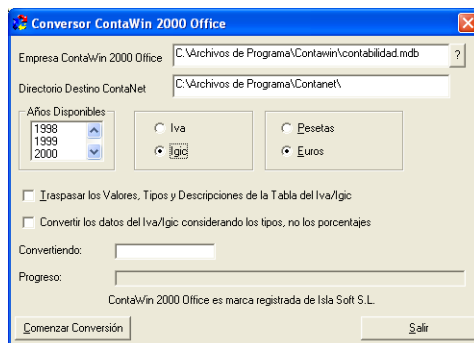 Conversor ContaWin 2000 Office
Empresa ContaWin 2000 Office
C:\Archivos de Programa\Contawin\contabilidad.mdb
?
Directorio Destino ContaNet
C:\Archivos de Programa\Contanet\
Años Disponibles
1998
1999
2000
Iva
Igic
Pesetas
Euros
Traspasar los Valores, Tipos y Descripciones de la Tabla del Iva/Igic
Convertir los datos del Iva/Igic considerando los tipos, no los porcentajes
Convertiendo:
Progreso:
ContaWin 2000 Office es marca registrada de Isla Soft S.L.
Comenzar Conversión
Salir